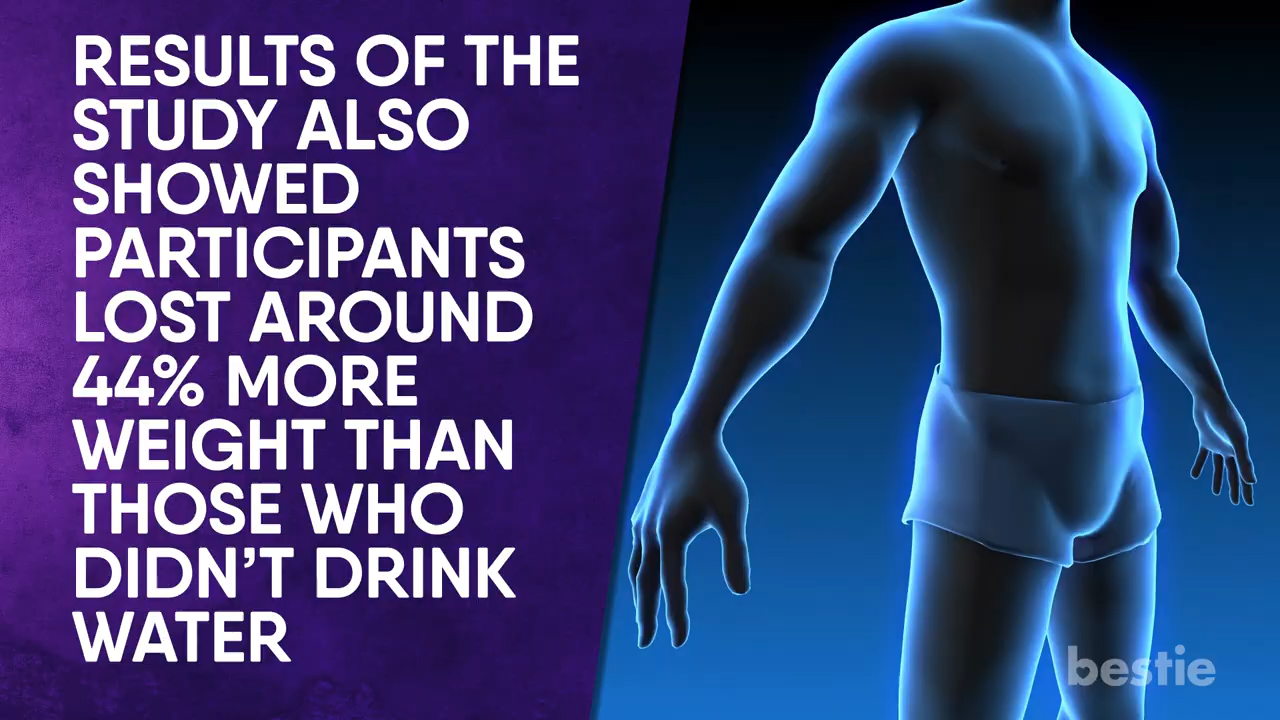 RESULTS OF THE
STUDY ALSO
SHOWED
PARTICIPANTS
LOST AROUND
44% MORE
WEIGHT THAN
THOSE WHO
DIDN’T DRINK
WATER
bestie